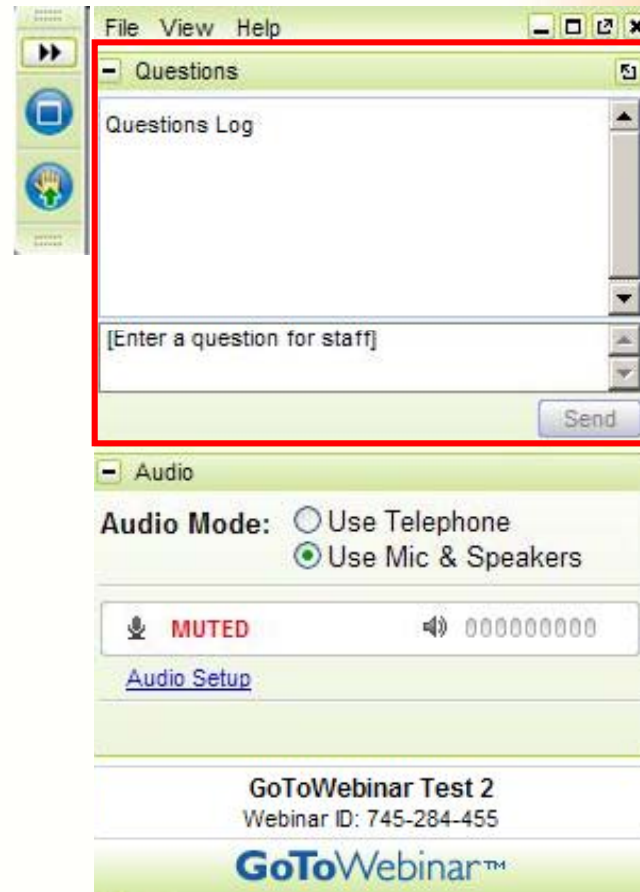 File View Help
Questions
Questions Log
[Enter a question for staff]
Send
Audio
Audio Mode: Use Telephone
Use Mic & Speakers
MUTED 000000000
Audio Setup
GoToWebinar Test 2
Webinar ID: 745-284-455
GoToWebinar™